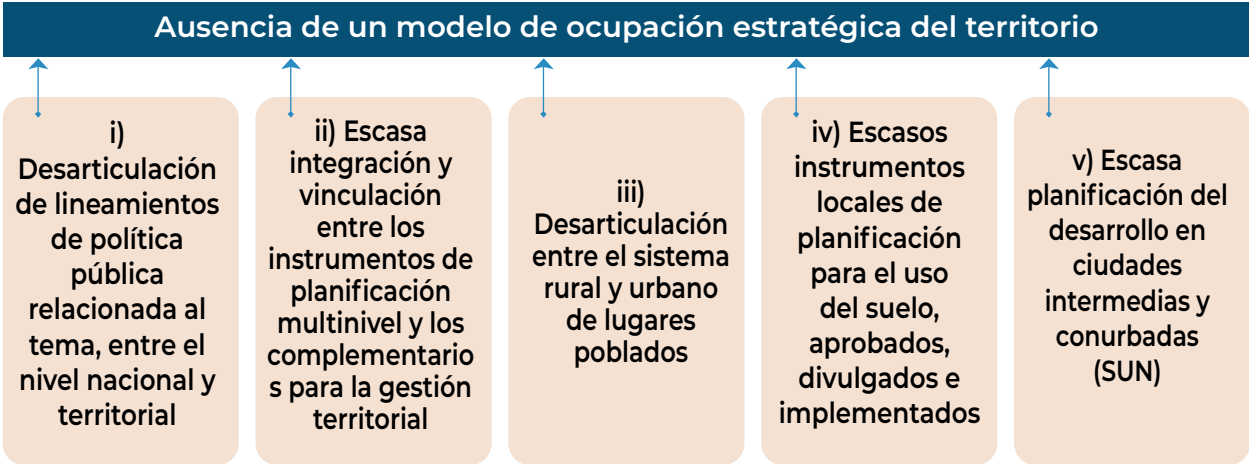 Ausencia de un modelo de ocupación estratégica del territorio
i)
Desarticulación
de lineamientos
de política
pública
relacionada al
tema, entre el
nivel nacional y
territorial
ii) Escasa
integración y
vinculación
entre los
instrumentos de
planificación
multinivel y los
complementario
s para la gestión
territorial
iii)
Desarticulación
entre el sistema
rural y urbano
de lugares
poblados
iv) Escasos
instrumentos
locales de
planificación
para el uso
del suelo,
aprobados,
divulgados e
implementados
v) Escasa
planificación del
desarrollo en
ciudades
intermedias y
conurbadas
(SUN)